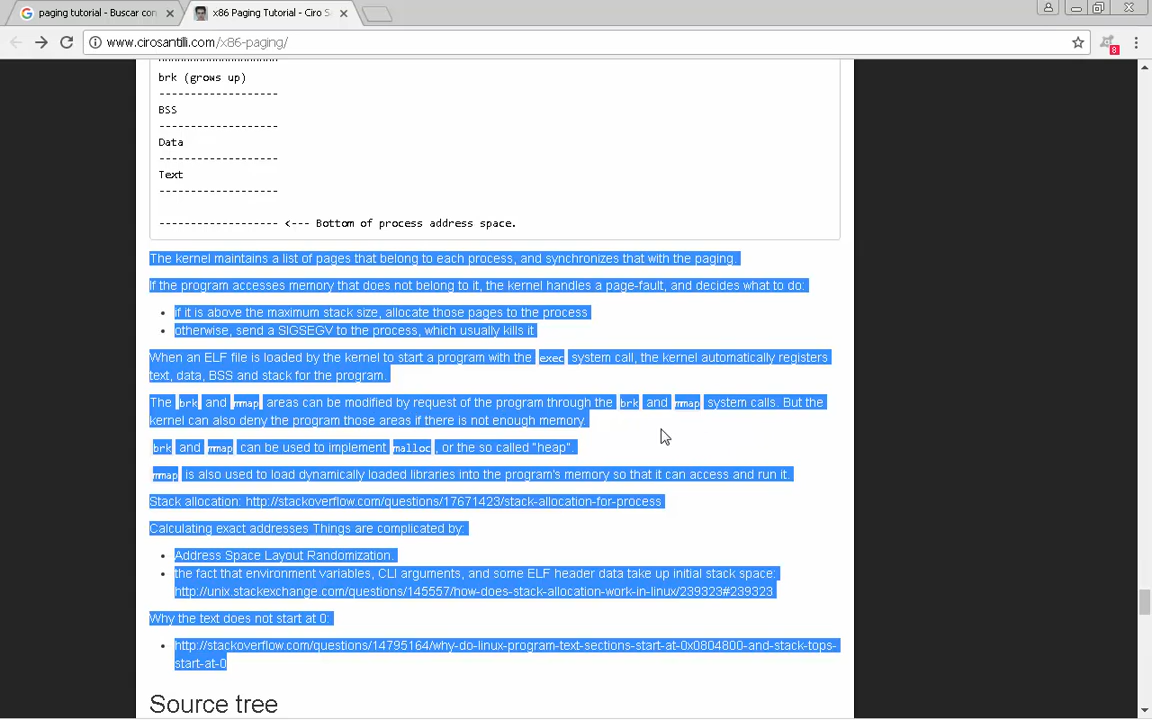 paging tutorial - Buscar con
x86 Paging Tutorial - Ciro S
www.cirosantilli.com/x86-paging/
8
brk (grows up)
-------------------
BSS
-------------------
Data
-------------------
Text
-------------------
------------------- <--- Bottom of process address space.
The kernel maintains a list of pages that belong to each process, and synchronizes that with the paging.
If the program accesses memory that does not belong to it, the kernel handles a page-fault, and decides what to do:
• if it is above the maximum stack size, allocate those pages to the process
• otherwise, send a SIGSEGV to the process, which usually kills it
When an ELF file is loaded by the kernel to start a program with the exec system call, the kernel automatically registers
text, data, BSS and stack for the program.
The brk and mmap areas can be modified by request of the program through the brk and mmap system calls. But the
kernel can also deny the program those areas if there is not enough memory.
brk and mmap can be used to implement malloc , or the so called "heap".
mmap is also used to load dynamically loaded libraries into the program's memory so that it can access and run it.
Stack allocation: http://stackoverflow.com/questions/17671423/stack-allocation-for-process
Calculating exact addresses Things are complicated by:
• Address Space Layout Randomization.
• the fact that environment variables, CLI arguments, and some ELF header data take up initial stack space:
http://unix.stackexchange.com/questions/145557/how-does-stack-allocation-work-in-linux/239323#239323
Why the text does not start at 0:
• http://stackoverflow.com/questions/14795164/why-do-linux-program-text-sections-start-at-0x0804800-and-stack-tops-
start-at-0
Source tree